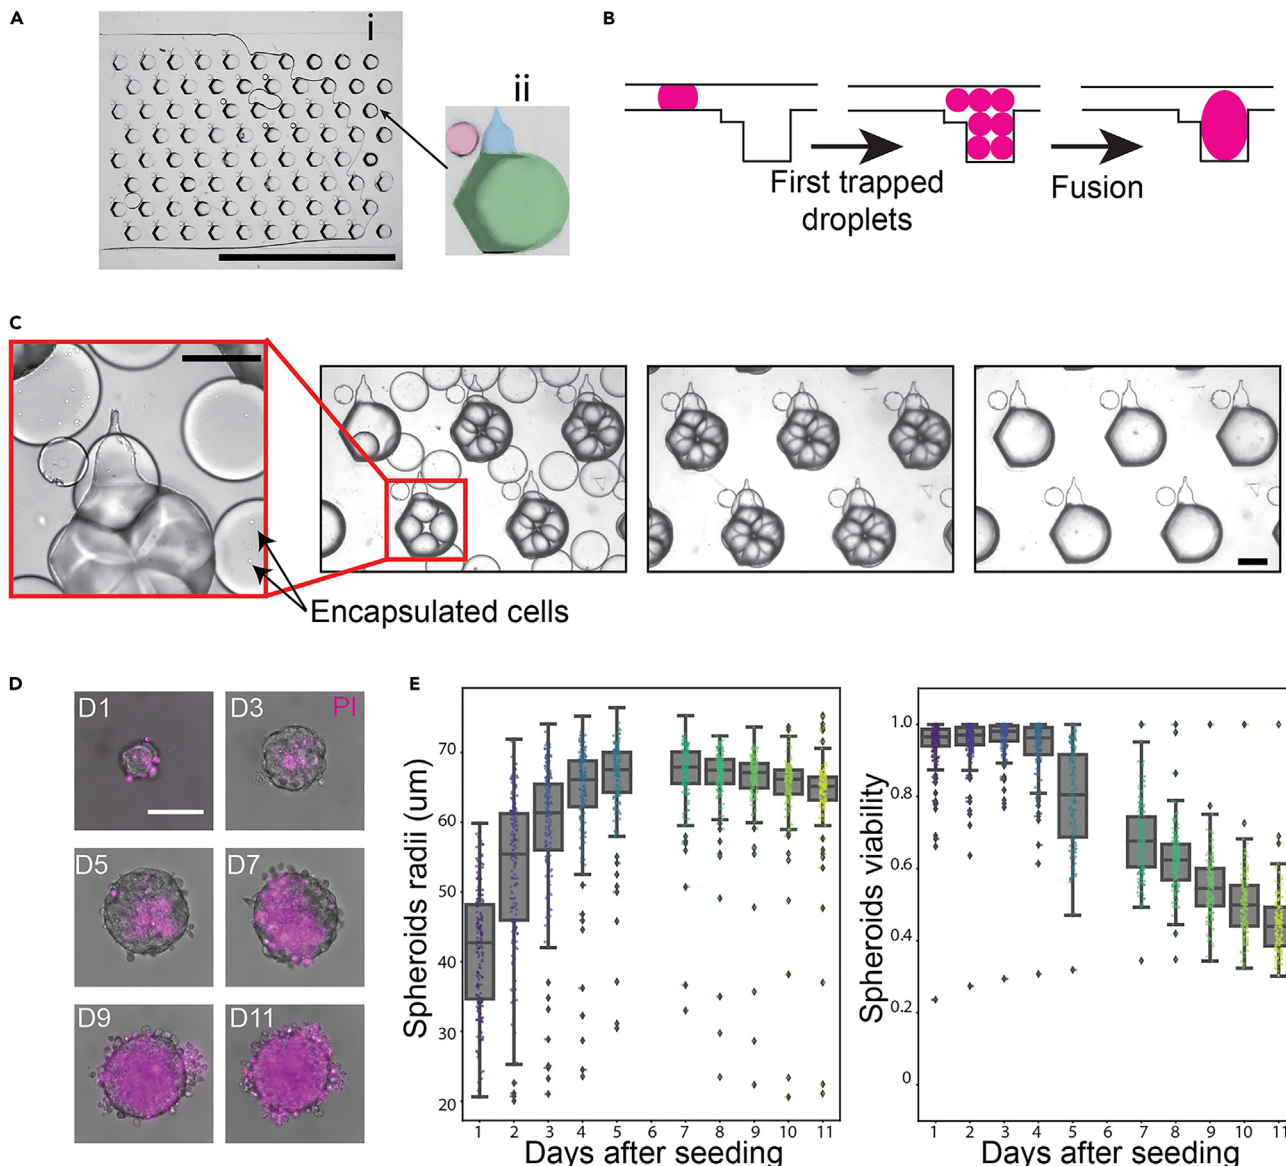 A
i
ii
B
First trapped
droplets
Fusion
C
Encapsulated cells
D
D1
D3
PI
D5
D7
D9
D11
E
Spheroids radii (um)
70
60
50
40
30
20
1 2 3 4 5 6 7 8 9 10 11
Days after seeding
Spheroids viability
1.0
0.8
0.6
0.4
0.2
0
1 2 3 4 5 6 7 8 9 10 11
Days after seeding